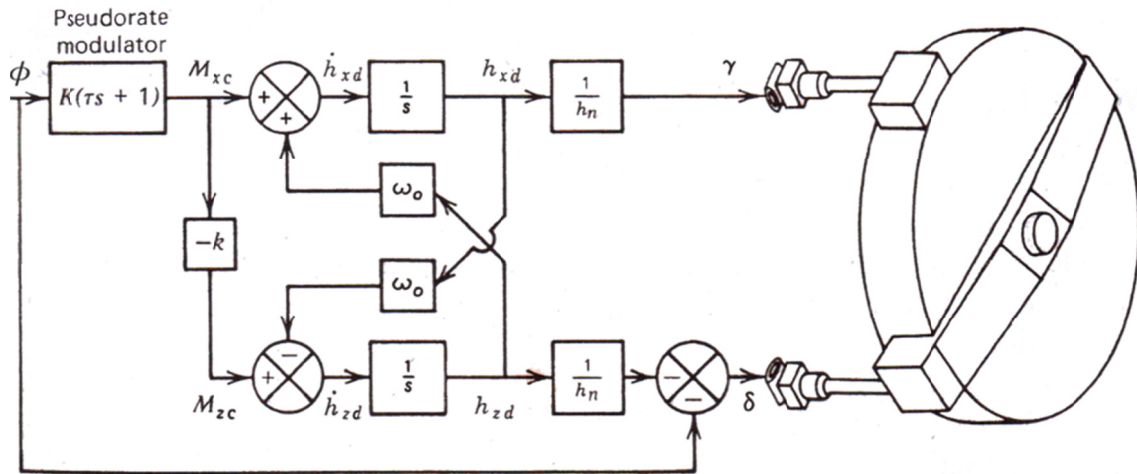 Pseudorate
modulator
ϕ
K(τs + 1)
M_xc
+
+
ḣ_xd
1/s
h_xd
1/h_n
γ
ω_o
-k
ω_o
M_zc
+
−
ḣ_zd
1/s
h_zd
1/h_n
−
−
δ